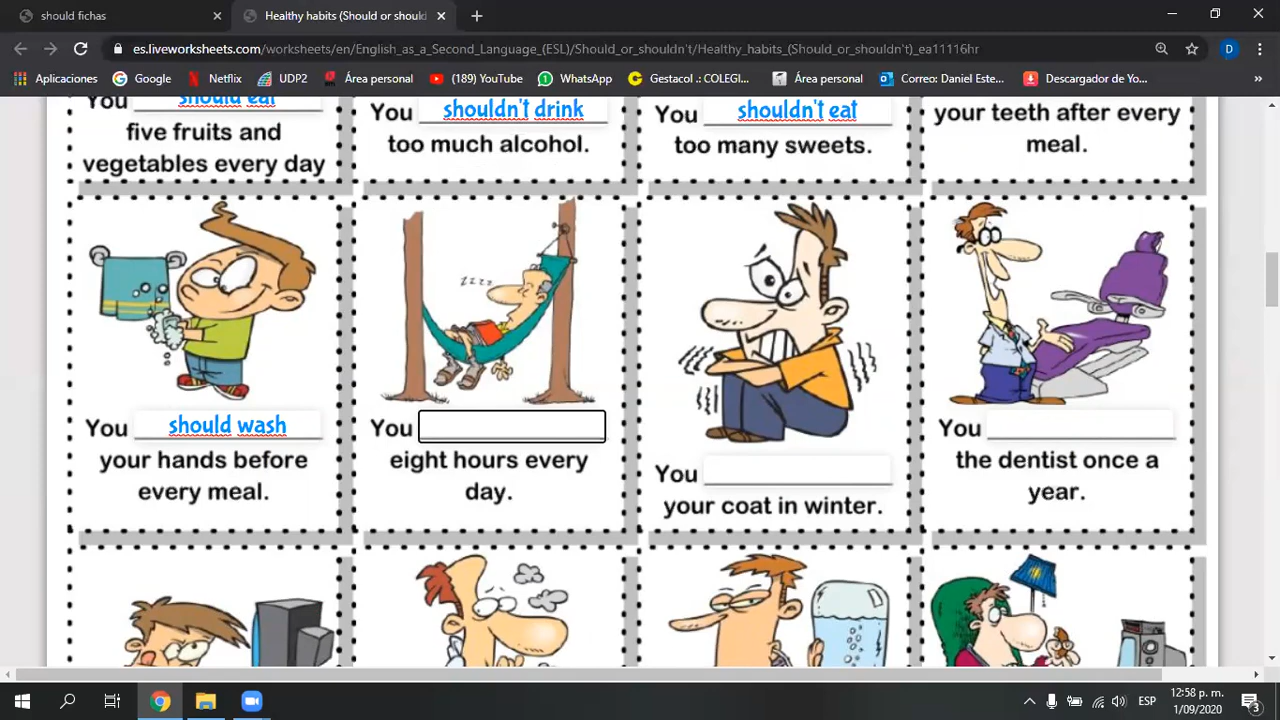 should fichas
Healthy habits (Should or should
es.liveworksheets.com/worksheets/en/English_as_a_Second_Language_(ESL)/Should_or_shouldn't/Healthy_habits_(Should_or_shouldn't)_ea11116hr
D
Aplicaciones Google Netflix UDP2 Área personal (189) YouTube WhatsApp Gestacol .: COLEGI... Área personal Correo: Daniel Este... Descargador de Yo... »
You should eat
five fruits and
vegetables every day
You shouldn't drink
too much alcohol.
You shouldn't eat
too many sweets.
your teeth after every
meal.
You should wash
your hands before
every meal.
zzzz
You
eight hours every
day.
You
your coat in winter.
You
the dentist once a
year.
ESP
12:58 p. m.
1/09/2020
3